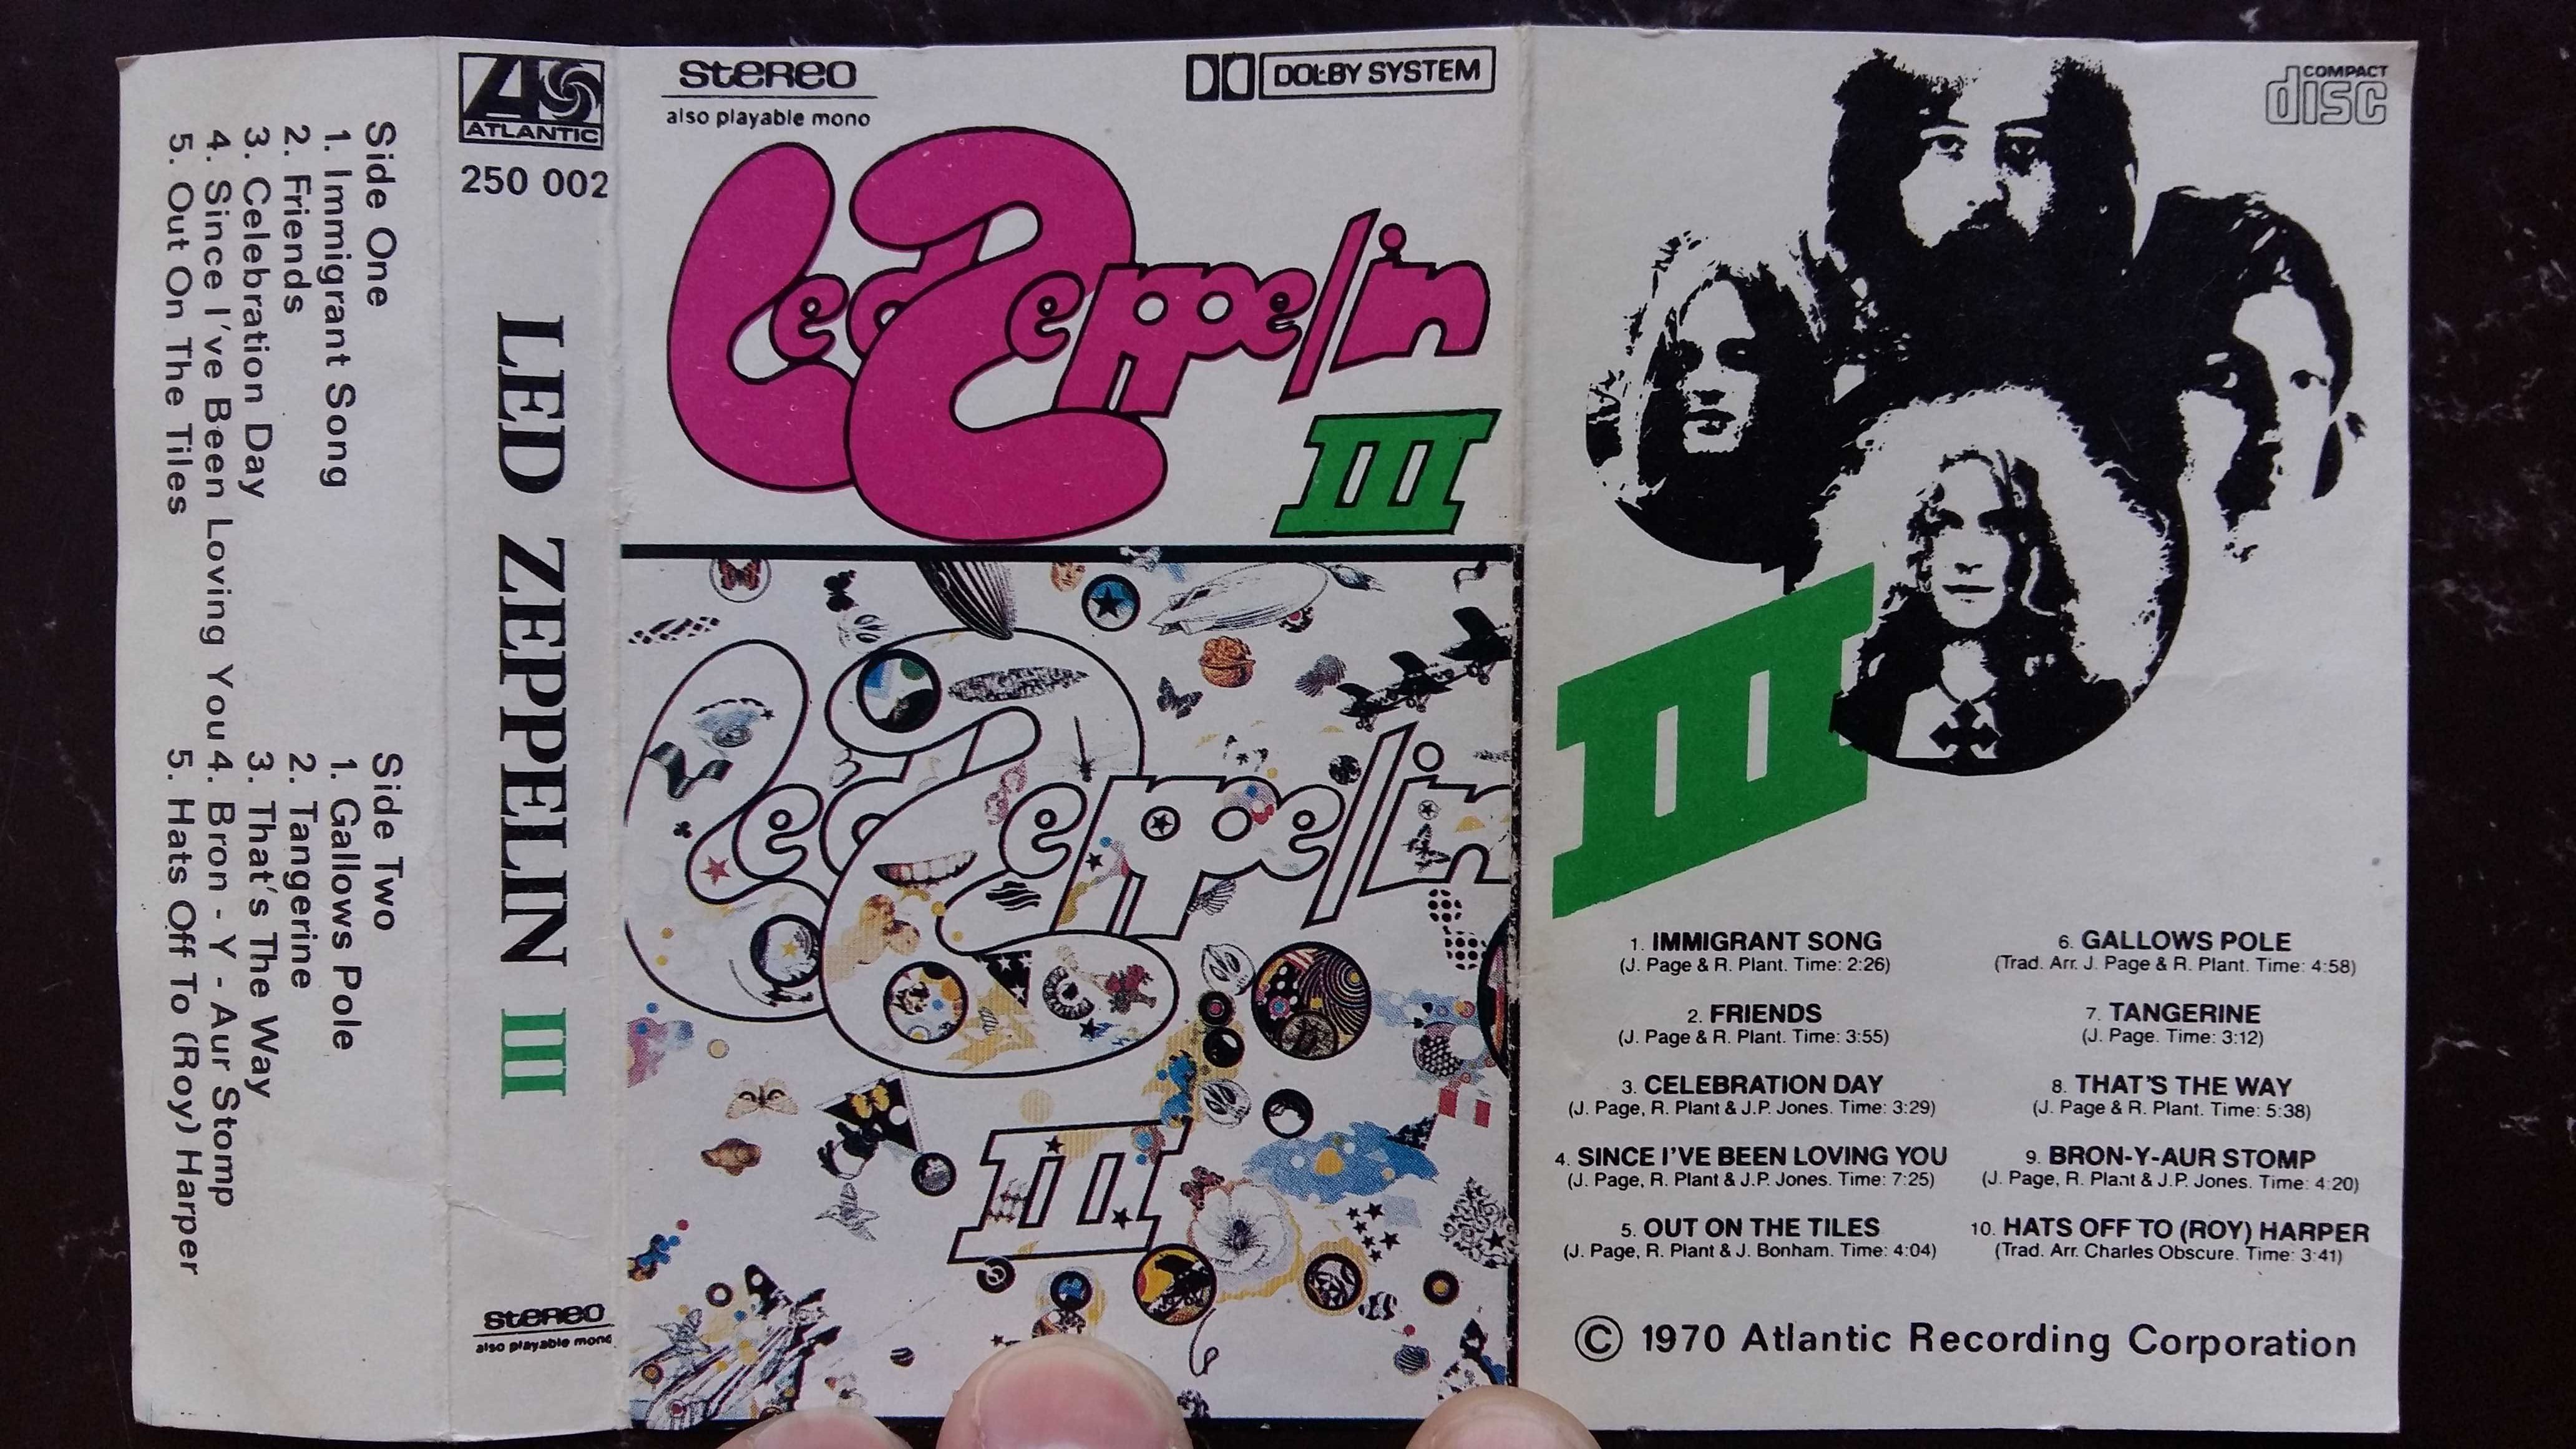 Side One
1. Immigrant Song
2. Friends
3. Celebration Day
4. Since I've Been Loving You
5. Out On The Tiles
Side Two
1. Gallows Pole
2. Tangerine
3. That's The Way
4. Bron - Y - Aur Stomp
5. Hats Off To (Roy) Harper
ATLANTIC
250 002
LED ZEPPELIN III
stereo
also playable mono
stereo
also playable mono
DOLBY SYSTEM
Led Zeppelin
III
Led Zeppelin
III
COMPACT
disc
III
1. IMMIGRANT SONG
(J. Page & R. Plant. Time: 2:26)
2. FRIENDS
(J. Page & R. Plant. Time: 3:55)
3. CELEBRATION DAY
(J. Page, R. Plant & J.P. Jones. Time: 3:29)
4. SINCE I'VE BEEN LOVING YOU
(J. Page, R. Plant & J.P. Jones. Time: 7:25)
5. OUT ON THE TILES
(J. Page, R. Plant & J. Bonham. Time: 4:04)
6. GALLOWS POLE
(Trad. Arr. J. Page & R. Plant. Time: 4:58)
7. TANGERINE
(J. Page. Time: 3:12)
8. THAT'S THE WAY
(J. Page & R. Plant. Time: 5:38)
9. BRON-Y-AUR STOMP
(J. Page, R. Plant & J.P. Jones. Time: 4:20)
10. HATS OFF TO (ROY) HARPER
(Trad. Arr. Charles Obscure. Time: 3:41)
© 1970 Atlantic Recording Corporation